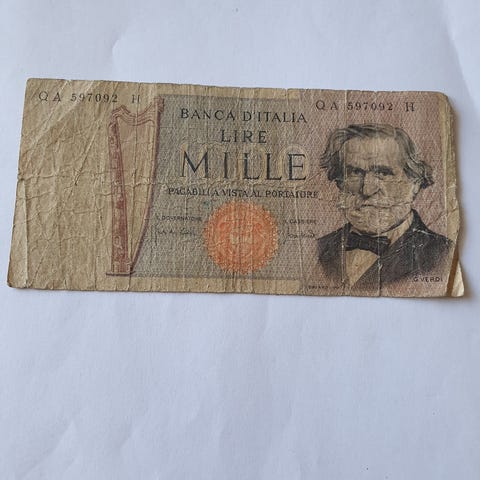 QA 597092 H
QA 597092 H
BANCA D'ITALIA
LIRE
MILLE
PAGABILI A VISTA AL PORTATORE
IL GOVERNATORE
IL CASSIERE
G. VERDI